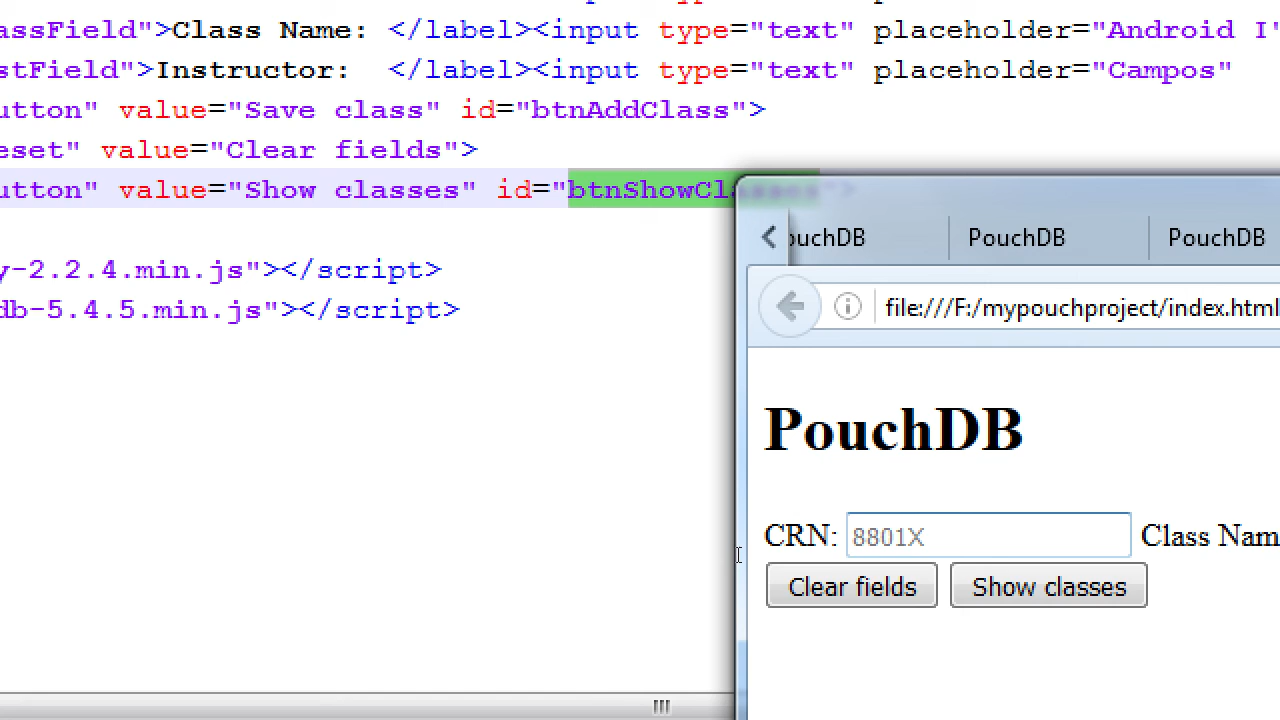 assField">Class Name: </label><input type="text" placeholder="Android I"
stField">Instructor:  </label><input type="text" placeholder="Campos"
utton" value="Save class" id="btnAddClass">
eset" value="Clear fields">
utton" value="Show classes" id="btnShowCl
y-2.2.4.min.js"></script>
db-5.4.5.min.js"></script>
ouchDB PouchDB PouchDB
file:///F:/mypouchproject/index.html
PouchDB
CRN: 8801X Class Nam
Clear fields Show classes